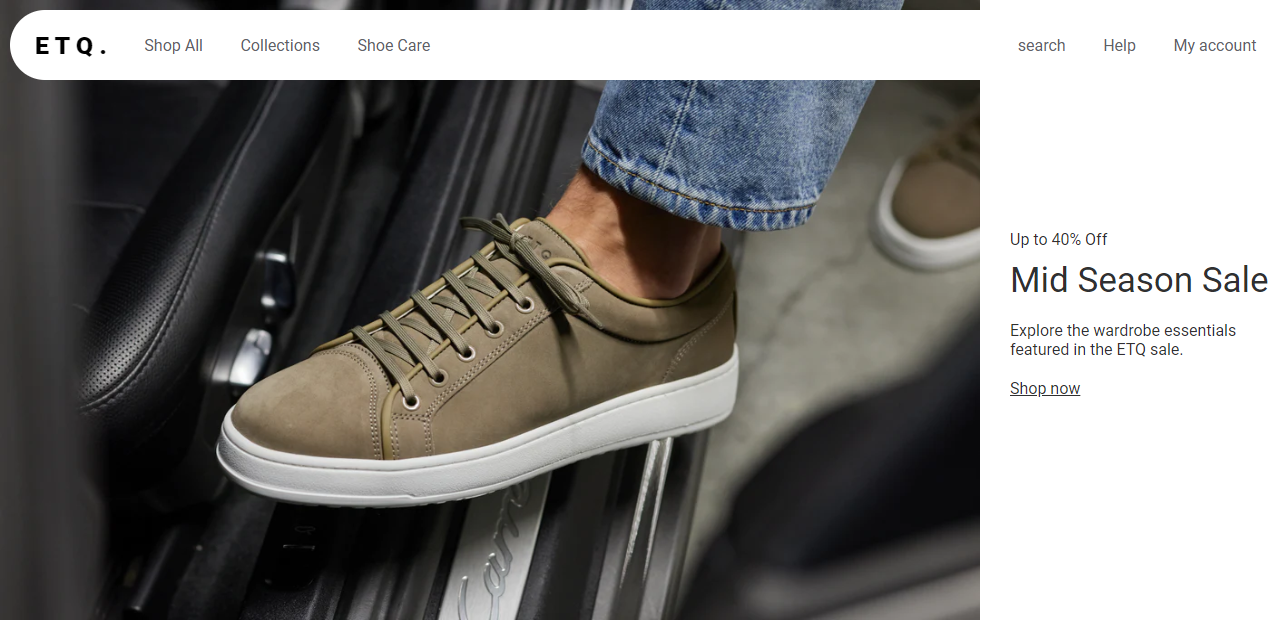 ETQ.
Shop All
Collections
Shoe Care
search
Help
My account
Up to 40% Off
Mid Season Sale
Explore the wardrobe essentials
featured in the ETQ sale.
Shop now